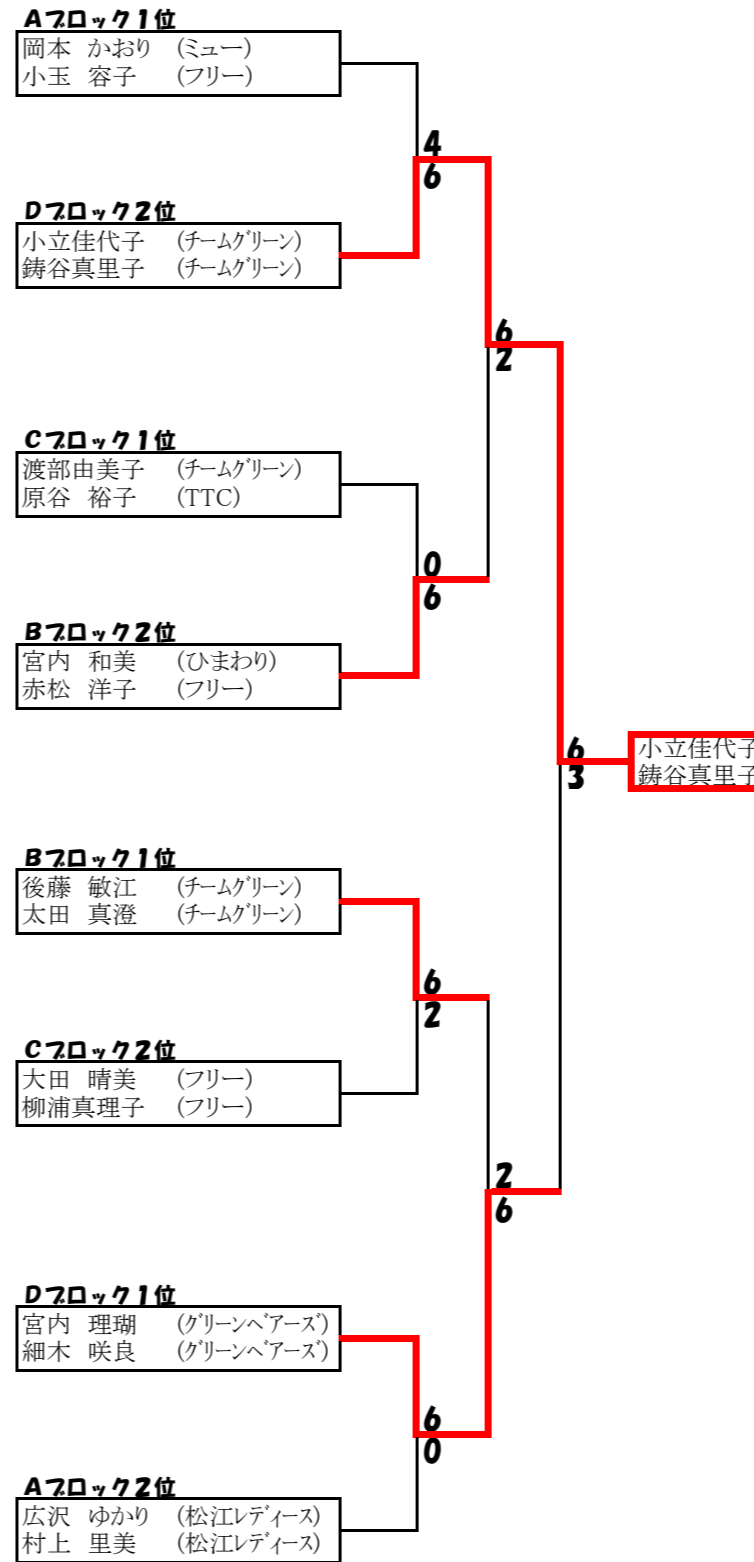 Aブロック1位
岡本 かおり (ミュー)
小玉 容子 (フリー)
4
6
Dブロック2位
小立佳代子 (チームグリーン)
鋳谷真里子 (チームグリーン)
6
2
Cブロック1位
渡部由美子 (チームグリーン)
原谷 裕子 (TTC)
0
6
Bブロック2位
宮内 和美 (ひまわり)
赤松 洋子 (フリー)
6
3
小立佳代子
鋳谷真里子
Bブロック1位
後藤 敏江 (チームグリーン)
太田 真澄 (チームグリーン)
6
2
Cブロック2位
大田 晴美 (フリー)
柳浦真理子 (フリー)
2
6
Dブロック1位
宮内 理瑚 (グリーンベアーズ)
細木 咲良 (グリーンベアーズ)
6
0
Aブロック2位
広沢 ゆかり (松江レディース)
村上 里美 (松江レディース)